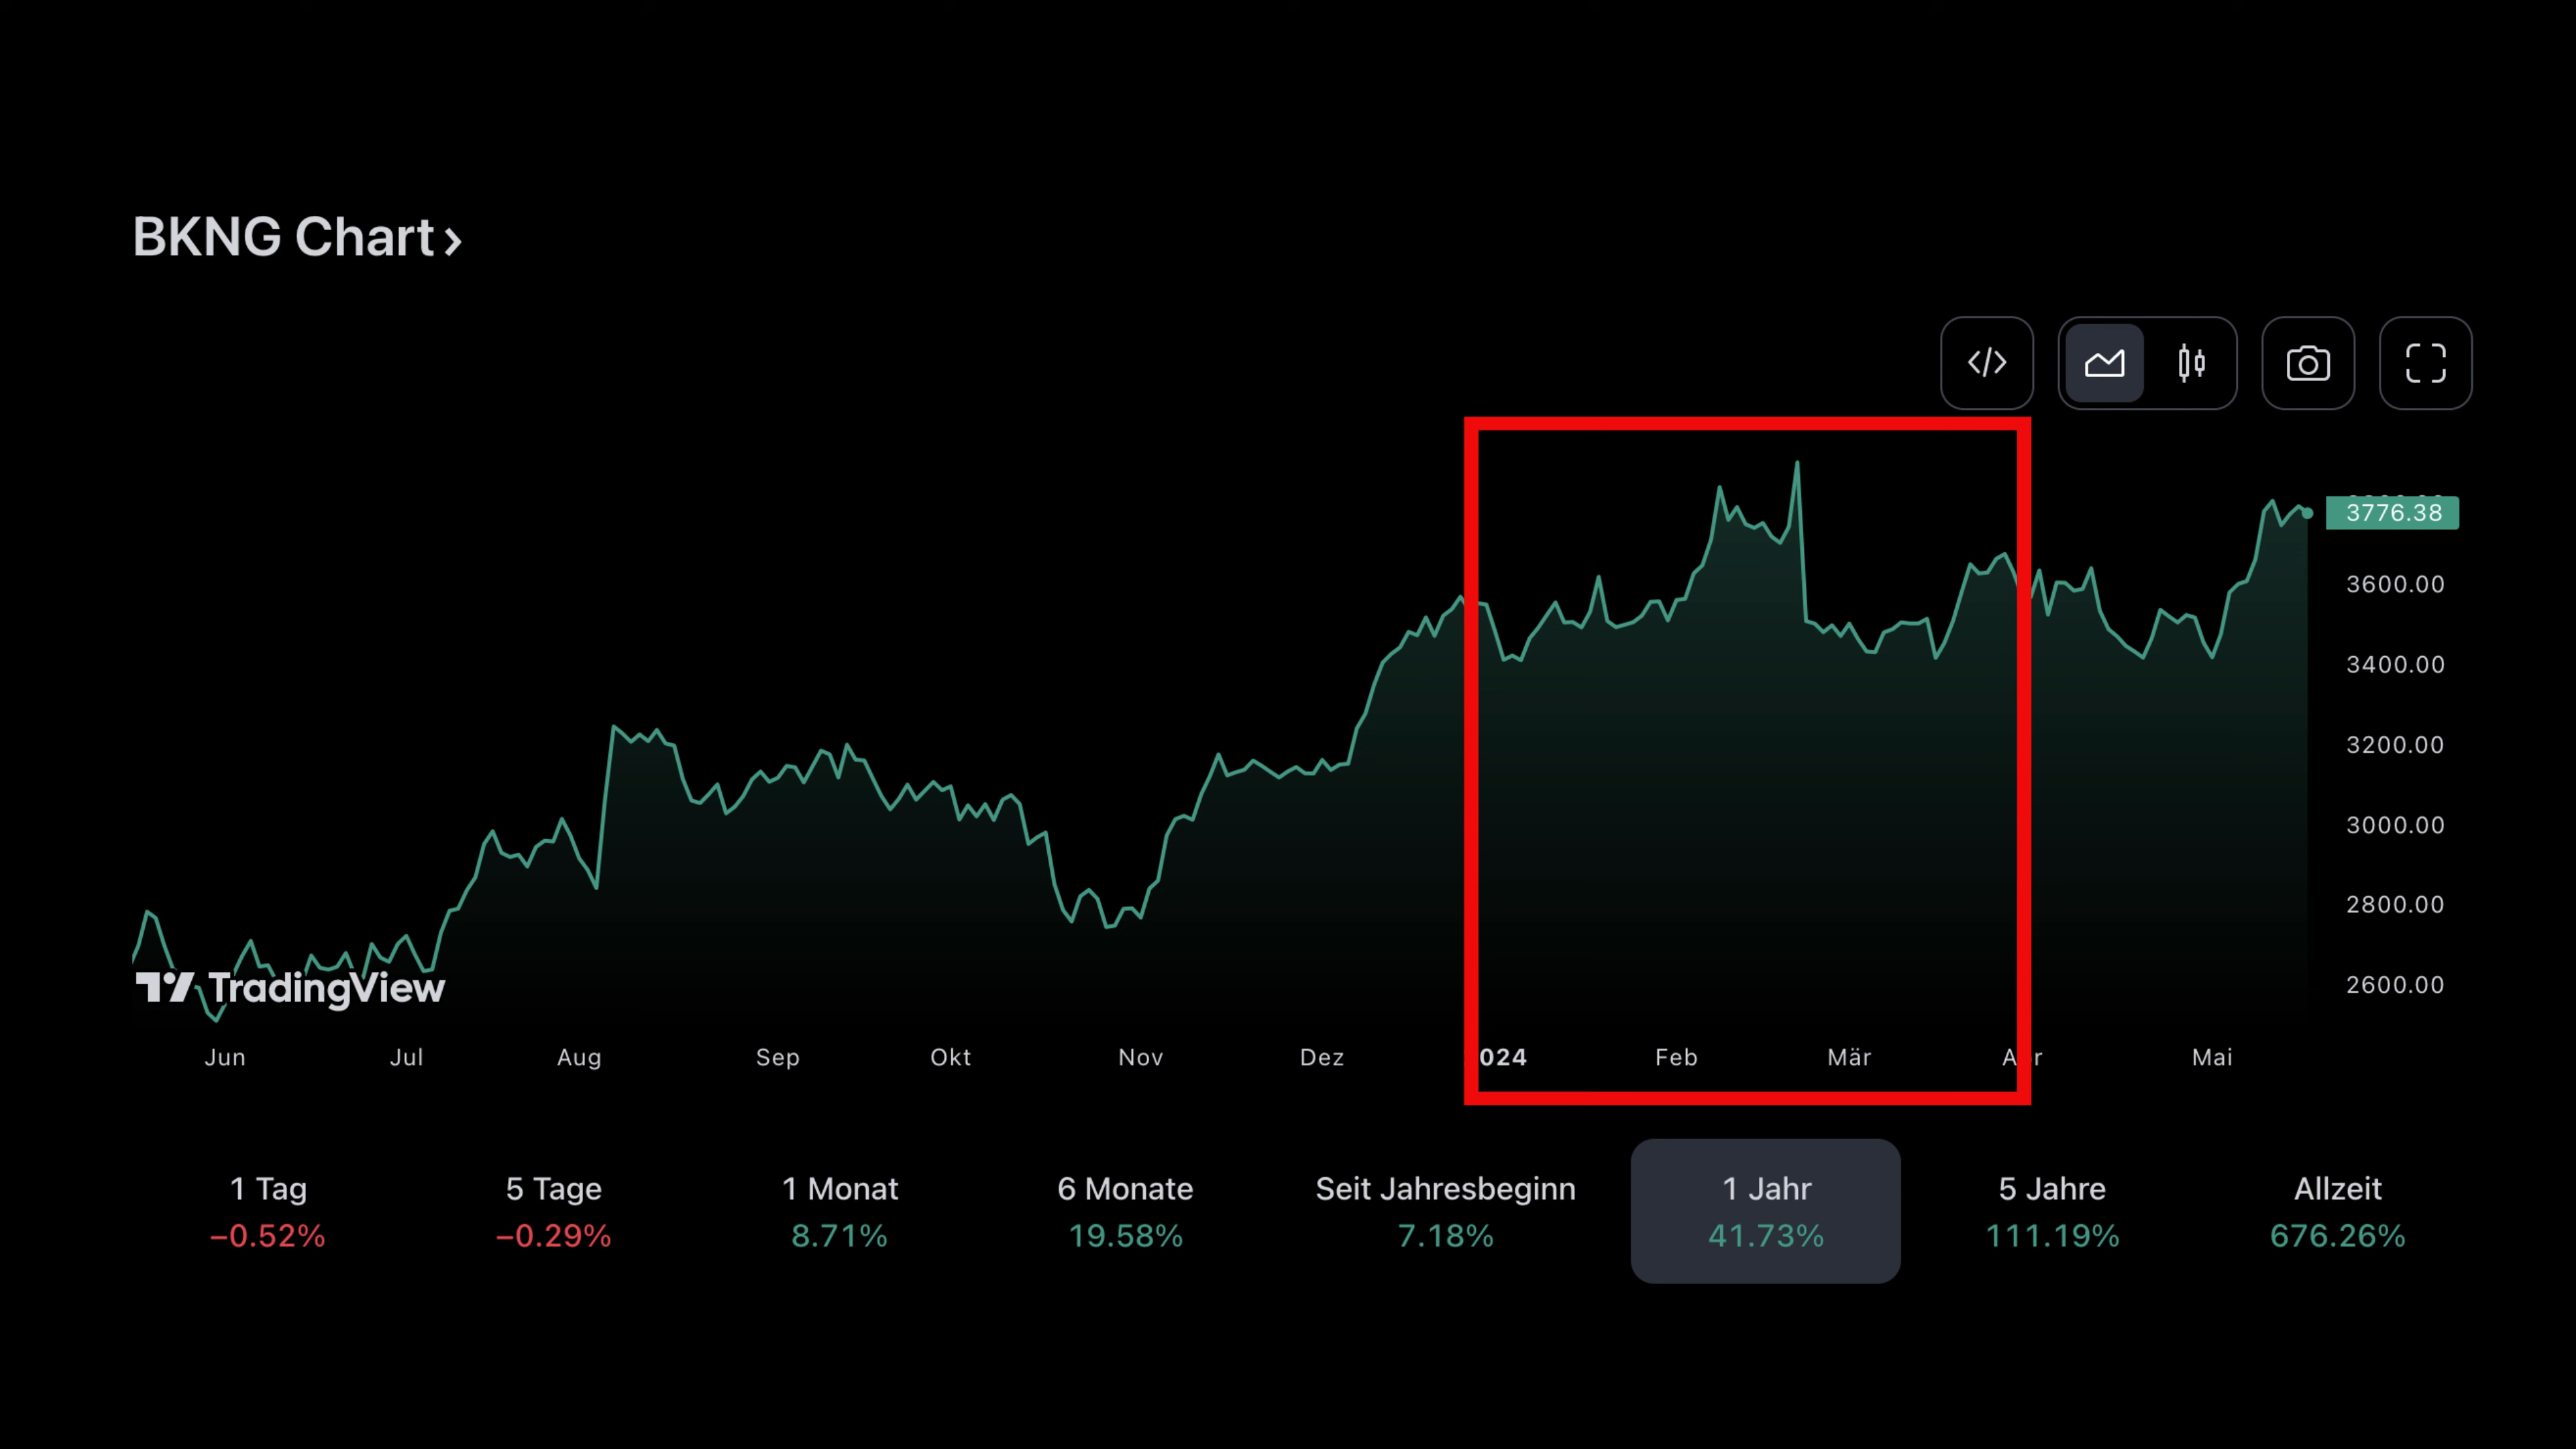 BKNG Chart
3776.38
3600.00
3400.00
3200.00
3000.00
2800.00
2600.00
TradingView
Jun Jul Aug Sep Okt Nov Dez 024 Feb Mär Mai
1 Tag 5 Tage 1 Monat 6 Monate Seit Jahresbeginn 1 Jahr 5 Jahre Allzeit
−0.52% −0.29% 8.71% 19.58% 7.18% 41.73% 111.19% 676.26%